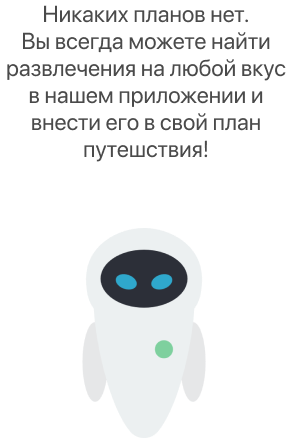 Никаких планов нет.
Вы всегда можете найти
развлечения на любой вкус
в нашем приложении и
внести его в свой план
путешствия!